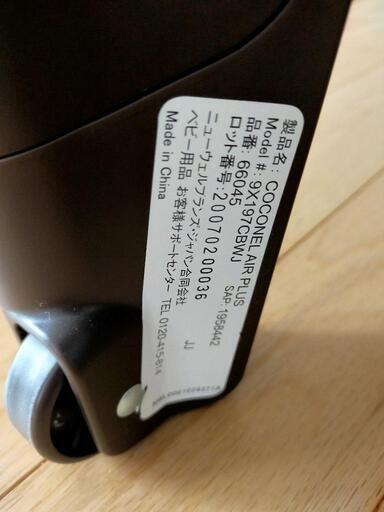 製品名: COCONEL AIR PLUS
Model #: 9X197CBWJ SAP: 1958442
品番: 66045
ロット番号: 20070200036 JJ
ニューウェルブランズ・ジャパン合同会社
ベビー用品 お客様サポートセンター TEL 0120-415-814
Made in China